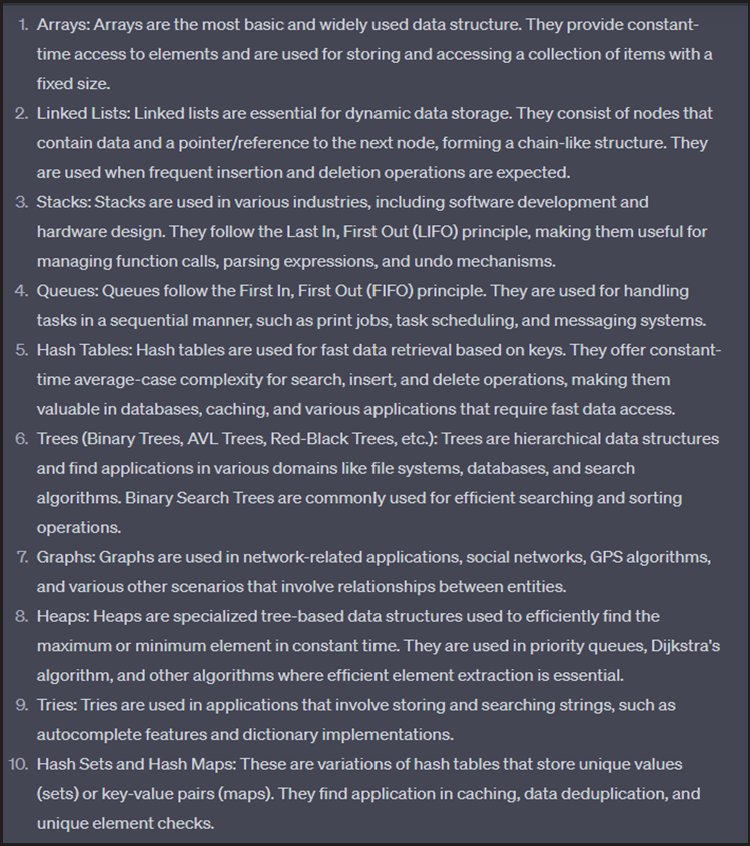 1. Arrays: Arrays are the most basic and widely used data structure. They provide constant-
time access to elements and are used for storing and accessing a collection of items with a
fixed size.
2. Linked Lists: Linked lists are essential for dynamic data storage. They consist of nodes that
contain data and a pointer/reference to the next node, forming a chain-like structure. They
are used when frequent insertion and deletion operations are expected.
3. Stacks: Stacks are used in various industries, including software development and
hardware design. They follow the Last In, First Out (LIFO) principle, making them useful for
managing function calls, parsing expressions, and undo mechanisms.
4. Queues: Queues follow the First In, First Out (FIFO) principle. They are used for handling
tasks in a sequential manner, such as print jobs, task scheduling, and messaging systems.
5. Hash Tables: Hash tables are used for fast data retrieval based on keys. They offer constant-
time average-case complexity for search, insert, and delete operations, making them
valuable in databases, caching, and various applications that require fast data access.
6. Trees (Binary Trees, AVL Trees, Red-Black Trees, etc.): Trees are hierarchical data structures
and find applications in various domains like file systems, databases, and search
algorithms. Binary Search Trees are commonly used for efficient searching and sorting
operations.
7. Graphs: Graphs are used in network-related applications, social networks, GPS algorithms,
and various other scenarios that involve relationships between entities.
8. Heaps: Heaps are specialized tree-based data structures used to efficiently find the
maximum or minimum element in constant time. They are used in priority queues, Dijkstra's
algorithm, and other algorithms where efficient element extraction is essential.
9. Tries: Tries are used in applications that involve storing and searching strings, such as
autocomplete features and dictionary implementations.
10. Hash Sets and Hash Maps: These are variations of hash tables that store unique values
(sets) or key-value pairs (maps). They find application in caching, data deduplication, and
unique element checks.